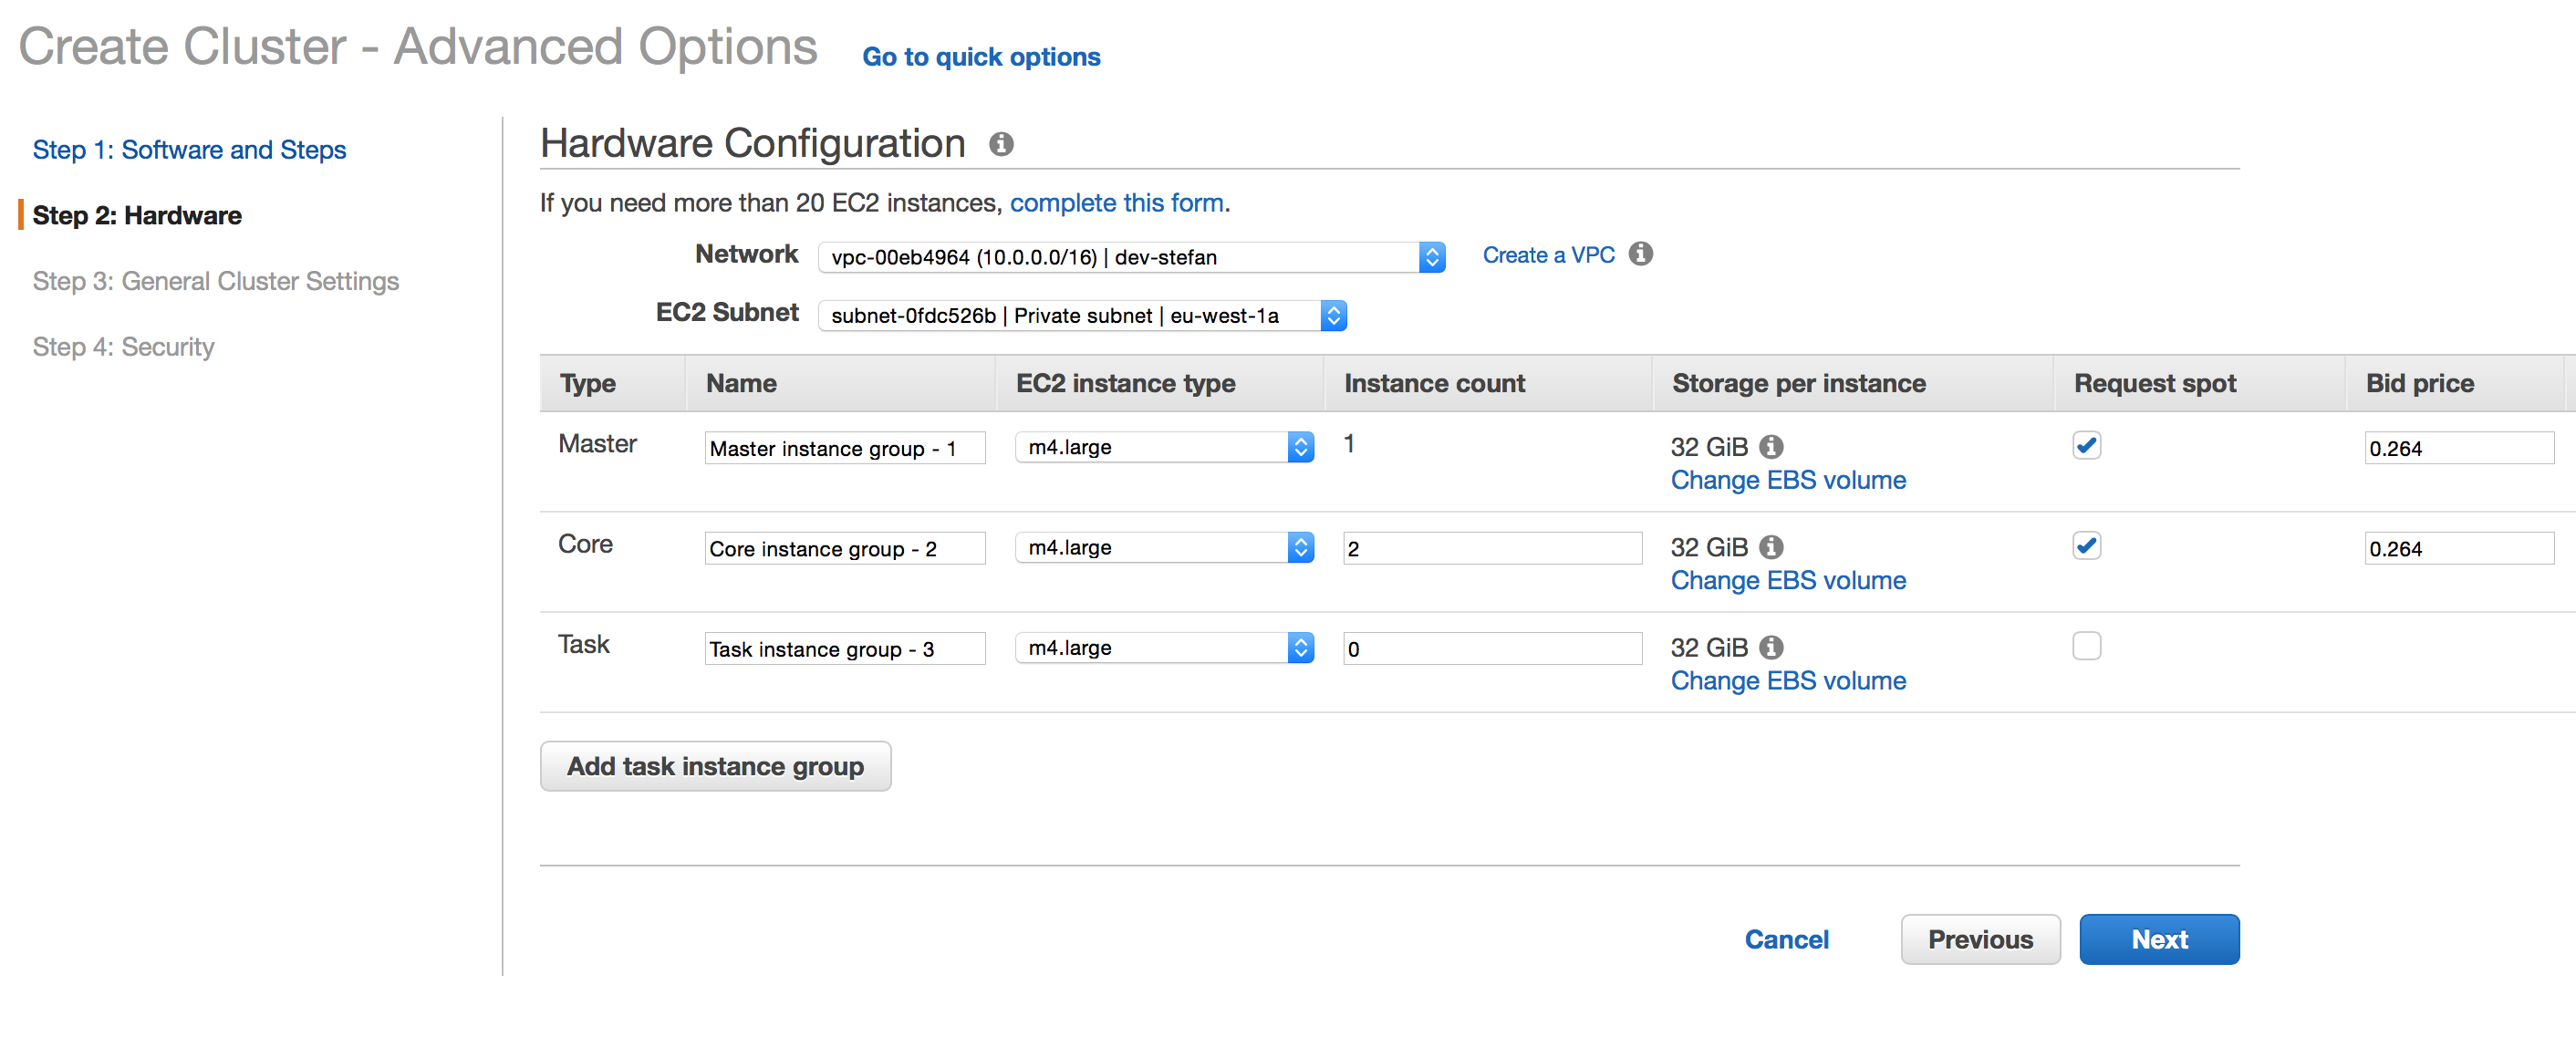 Create Cluster - Advanced Options Go to quick options
Step 1: Software and Steps
Step 2: Hardware
Step 3: General Cluster Settings
Step 4: Security
Hardware Configuration
If you need more than 20 EC2 instances, complete this form.
Network vpc-00eb4964 (10.0.0.0/16) | dev-stefan Create a VPC
EC2 Subnet subnet-0fdc526b | Private subnet | eu-west-1a
Type Name EC2 instance type Instance count Storage per instance Request spot Bid price
Master Master instance group - 1 m4.large 1 32 GiB 0.264
Change EBS volume
Core Core instance group - 2 m4.large 2 32 GiB 0.264
Change EBS volume
Task Task instance group - 3 m4.large 0 32 GiB
Change EBS volume
Add task instance group
Cancel Previous Next